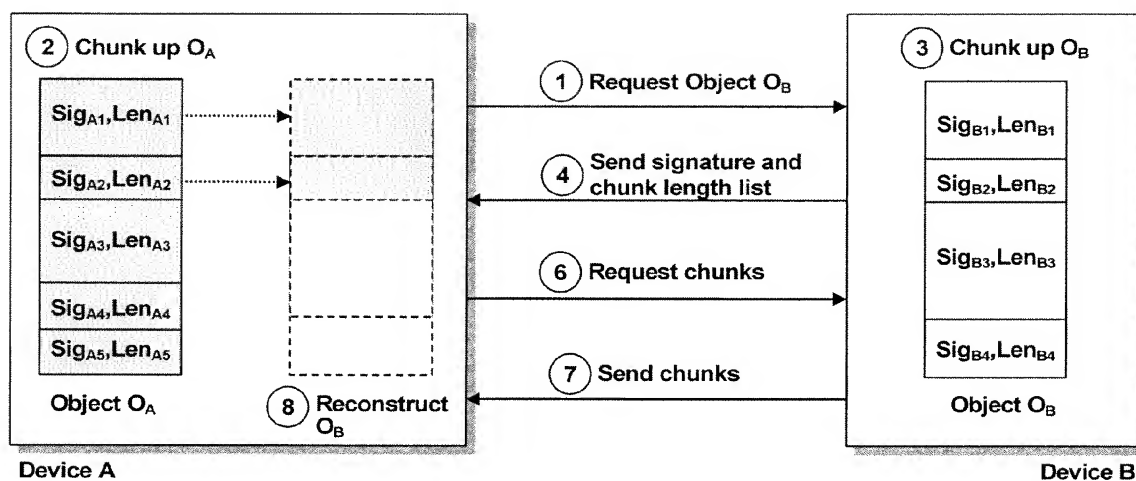 2 Chunk up OA
SigA1,LenA1
SigA2,LenA2
SigA3,LenA3
SigA4,LenA4
SigA5,LenA5
Object OA
8 Reconstruct
OB
Device A
1 Request Object OB
4 Send signature and
chunk length list
6 Request chunks
7 Send chunks
3 Chunk up OB
SigB1,LenB1
SigB2,LenB2
SigB3,LenB3
SigB4,LenB4
Object OB
Device B